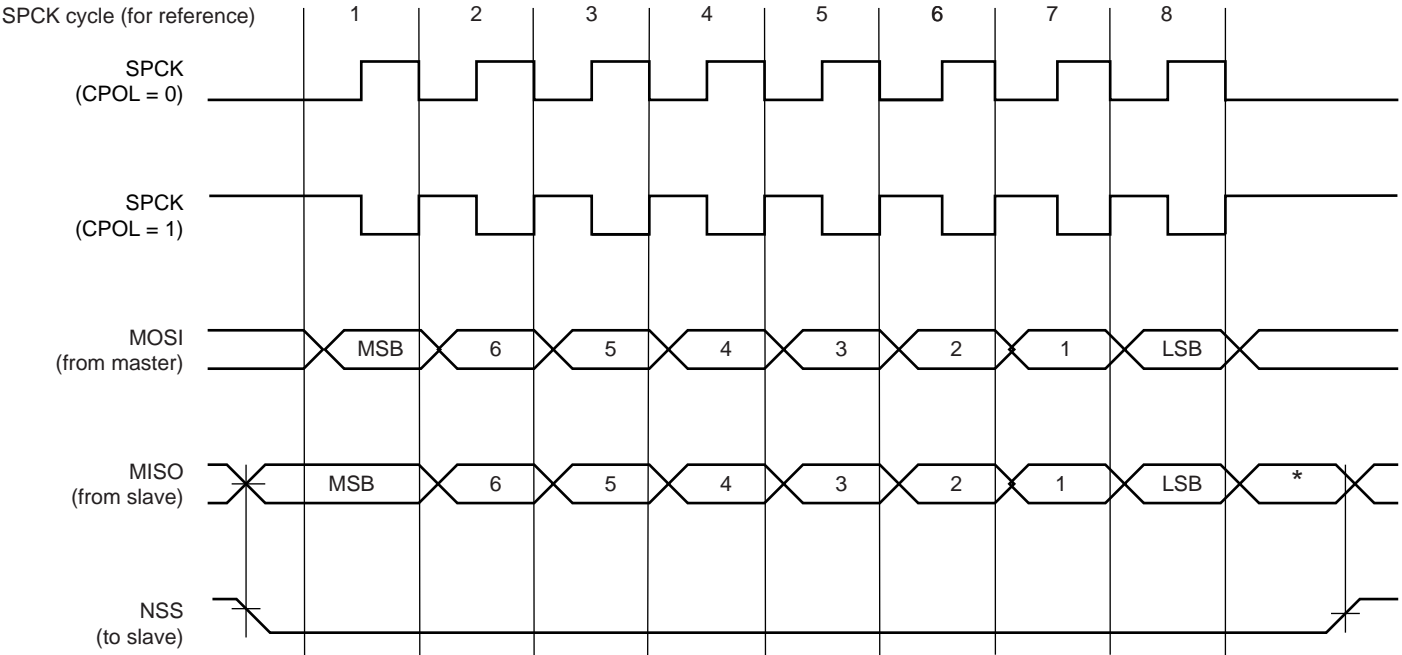 SPCK cycle (for reference) 1 2 3 4 5 6 7 8
SPCK
(CPOL = 0)
SPCK
(CPOL = 1)
MOSI
(from master)
MSB 6 5 4 3 2 1 LSB
MISO
(from slave)
MSB 6 5 4 3 2 1 LSB *
NSS
(to slave)